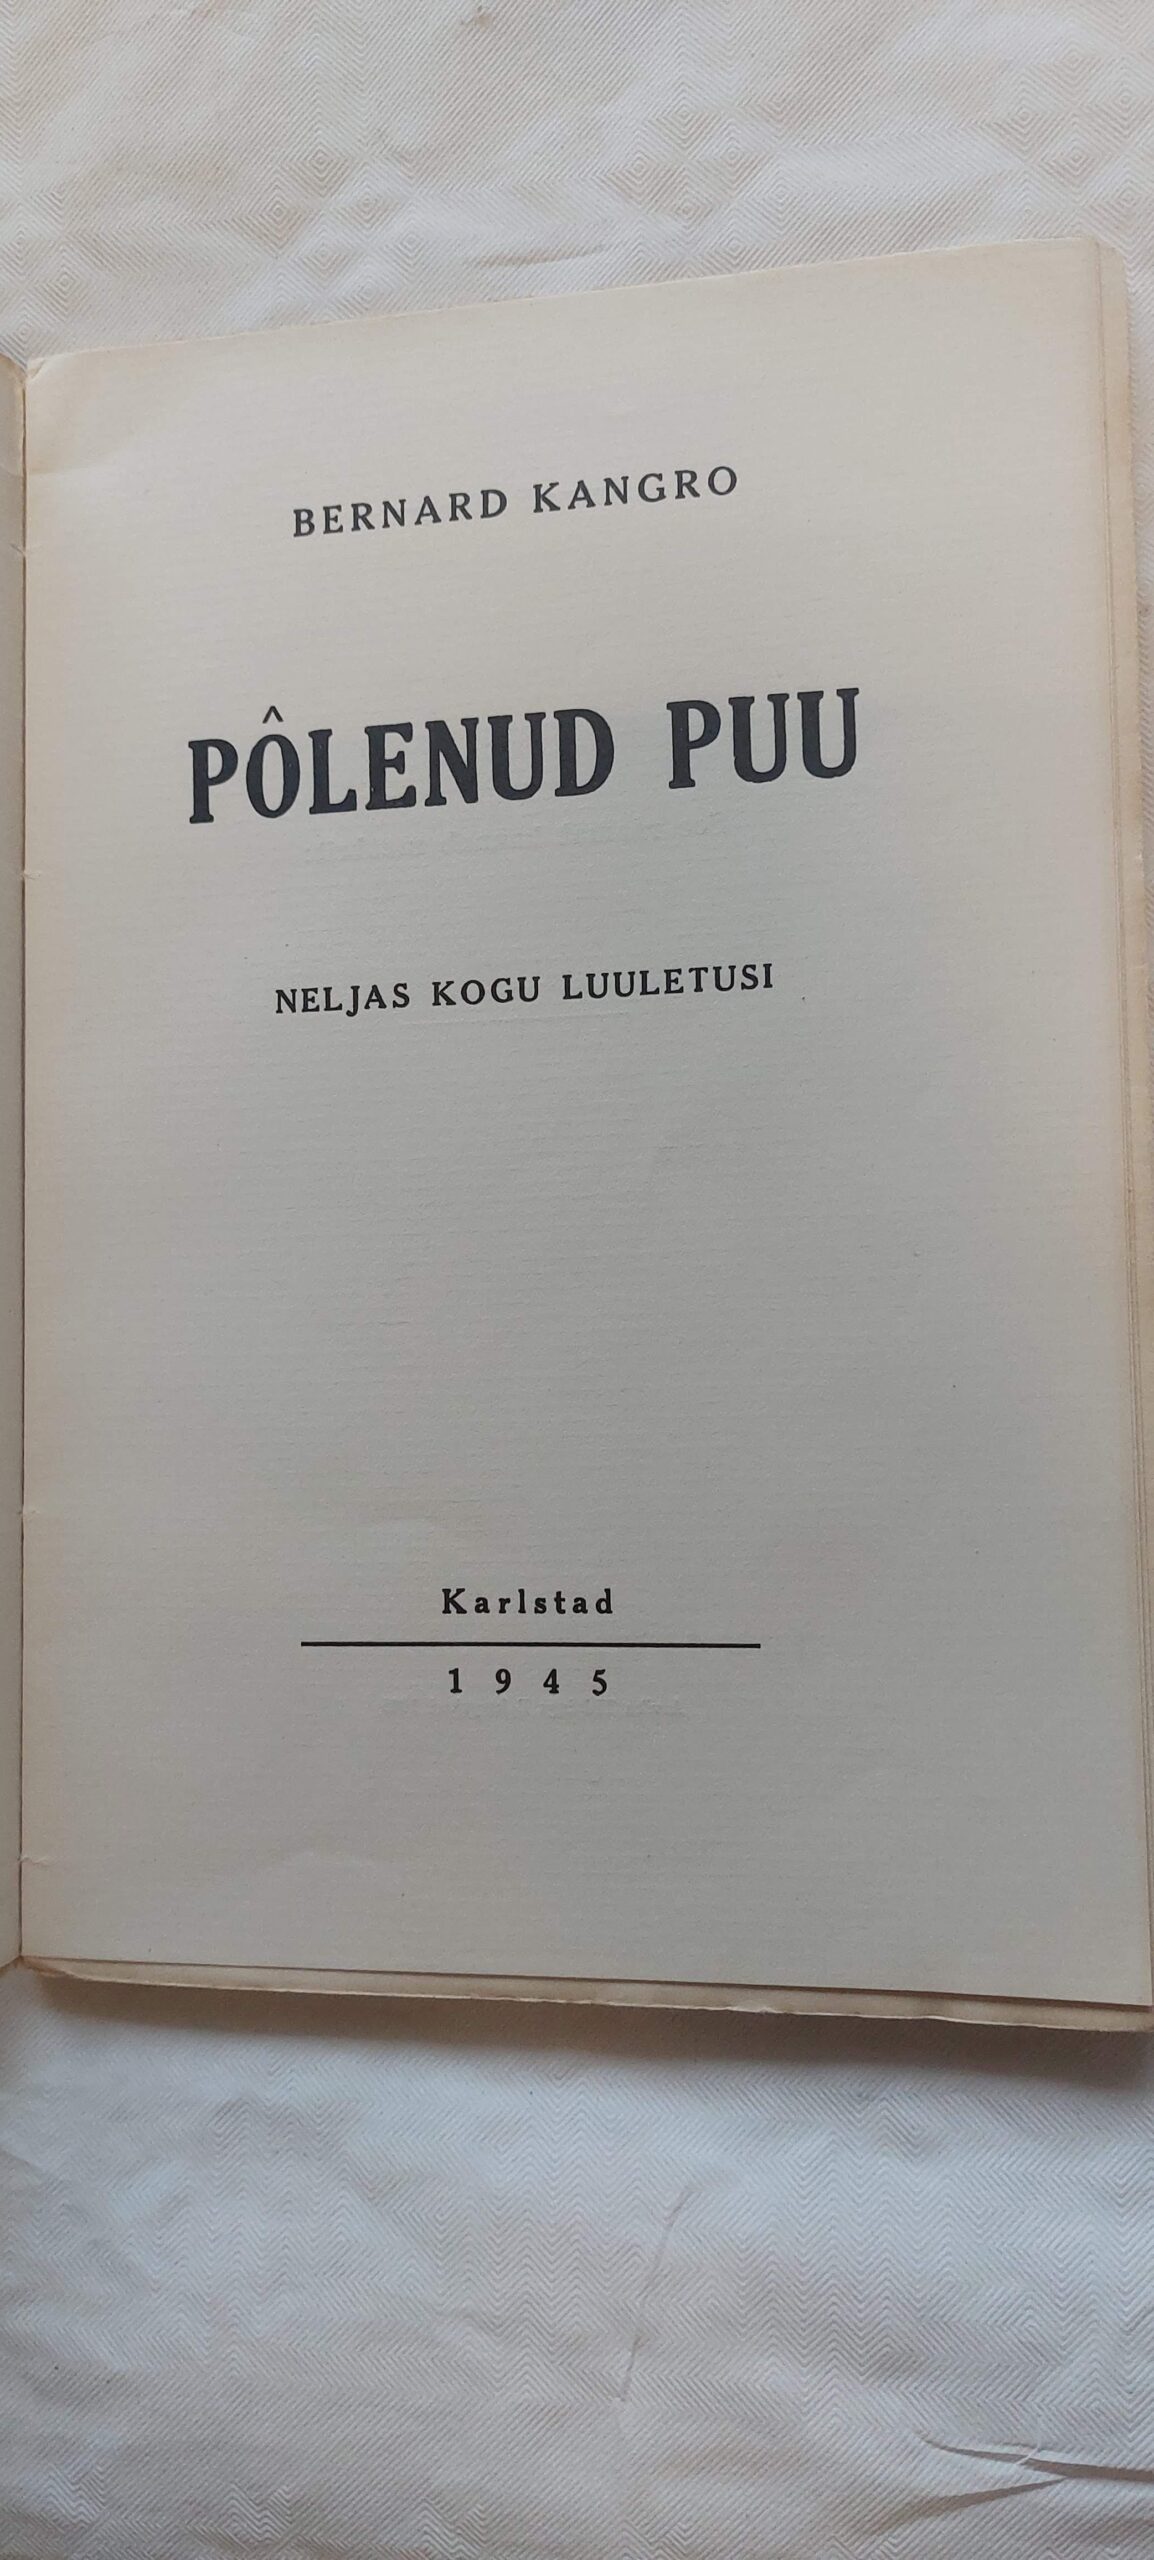 BERNARD KANGRO
PÔLENUD PUU
NELJAS KOGU LUULETUSI
Karlstad
1945